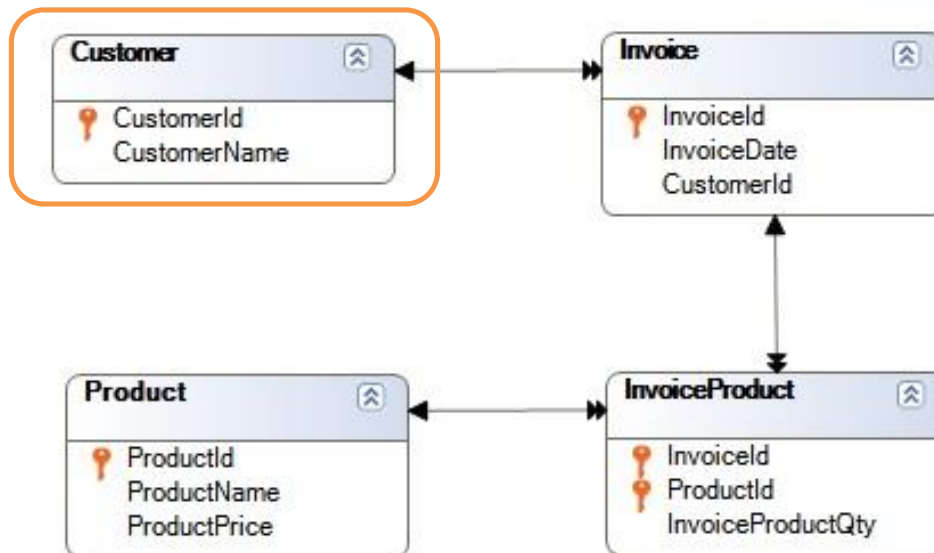 Customer
CustomerId
CustomerName
Invoice
InvoiceId
InvoiceDate
CustomerId
Product
ProductId
ProductName
ProductPrice
InvoiceProduct
InvoiceId
ProductId
InvoiceProductQty